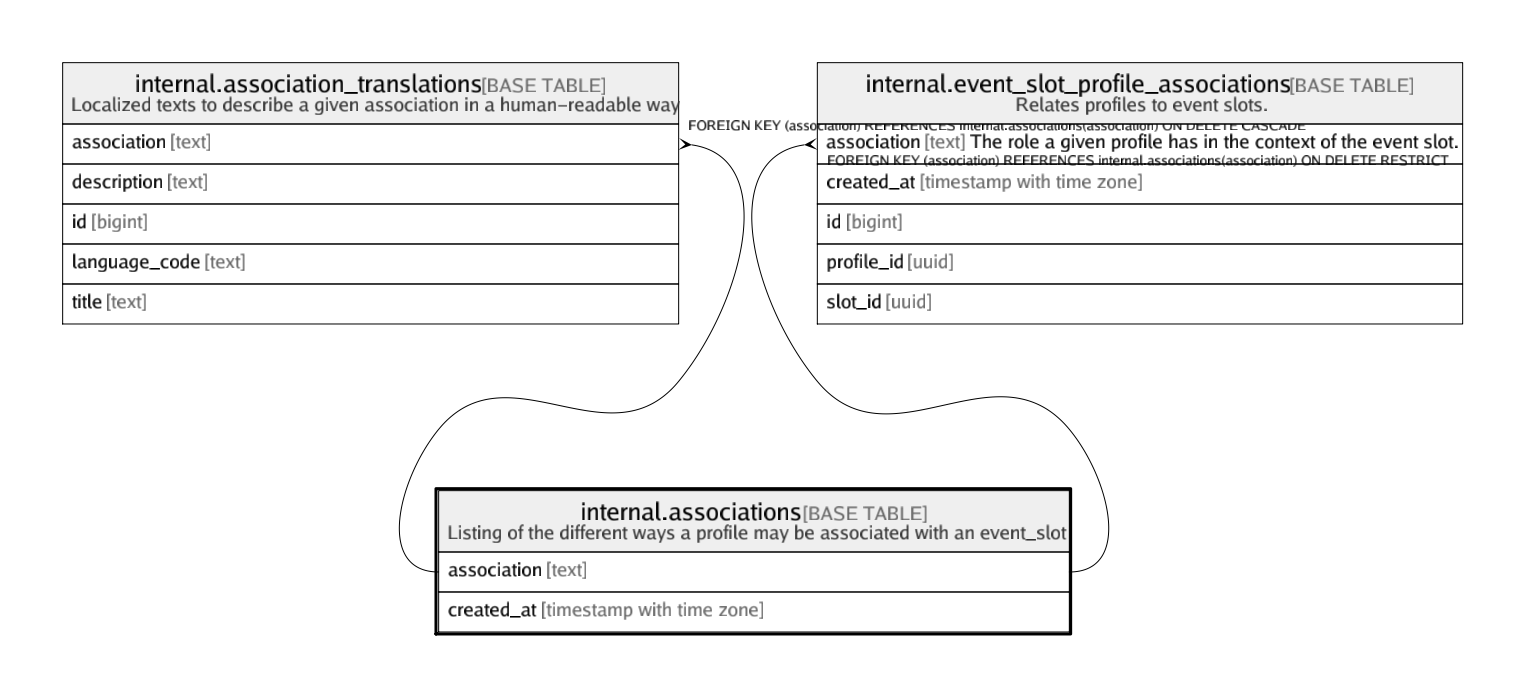 internal.association_translations[BASE TABLE]
Localized texts to describe a given association in a human-readable way
association [text]
description [text]
id [bigint]
language_code [text]
title [text]
internal.event_slot_profile_associations[BASE TABLE]
Relates profiles to event slots.
FOREIGN KEY (association) REFERENCES internal.associations(association) ON DELETE CASCADE
association [text] The role a given profile has in the context of the event slot.
FOREIGN KEY (association) REFERENCES internal.associations(association) ON DELETE RESTRICT
created_at [timestamp with time zone]
id [bigint]
profile_id [uuid]
slot_id [uuid]
internal.associations[BASE TABLE]
Listing of the different ways a profile may be associated with an event_slot
association [text]
created_at [timestamp with time zone]